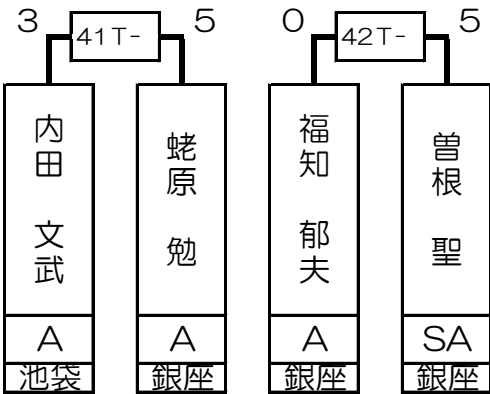 3 41T- 5 0 42T- 5
内田 文武 蛯原 勉 福知 郁夫 曽根 聖
A A A SA
池袋 銀座 銀座 銀座